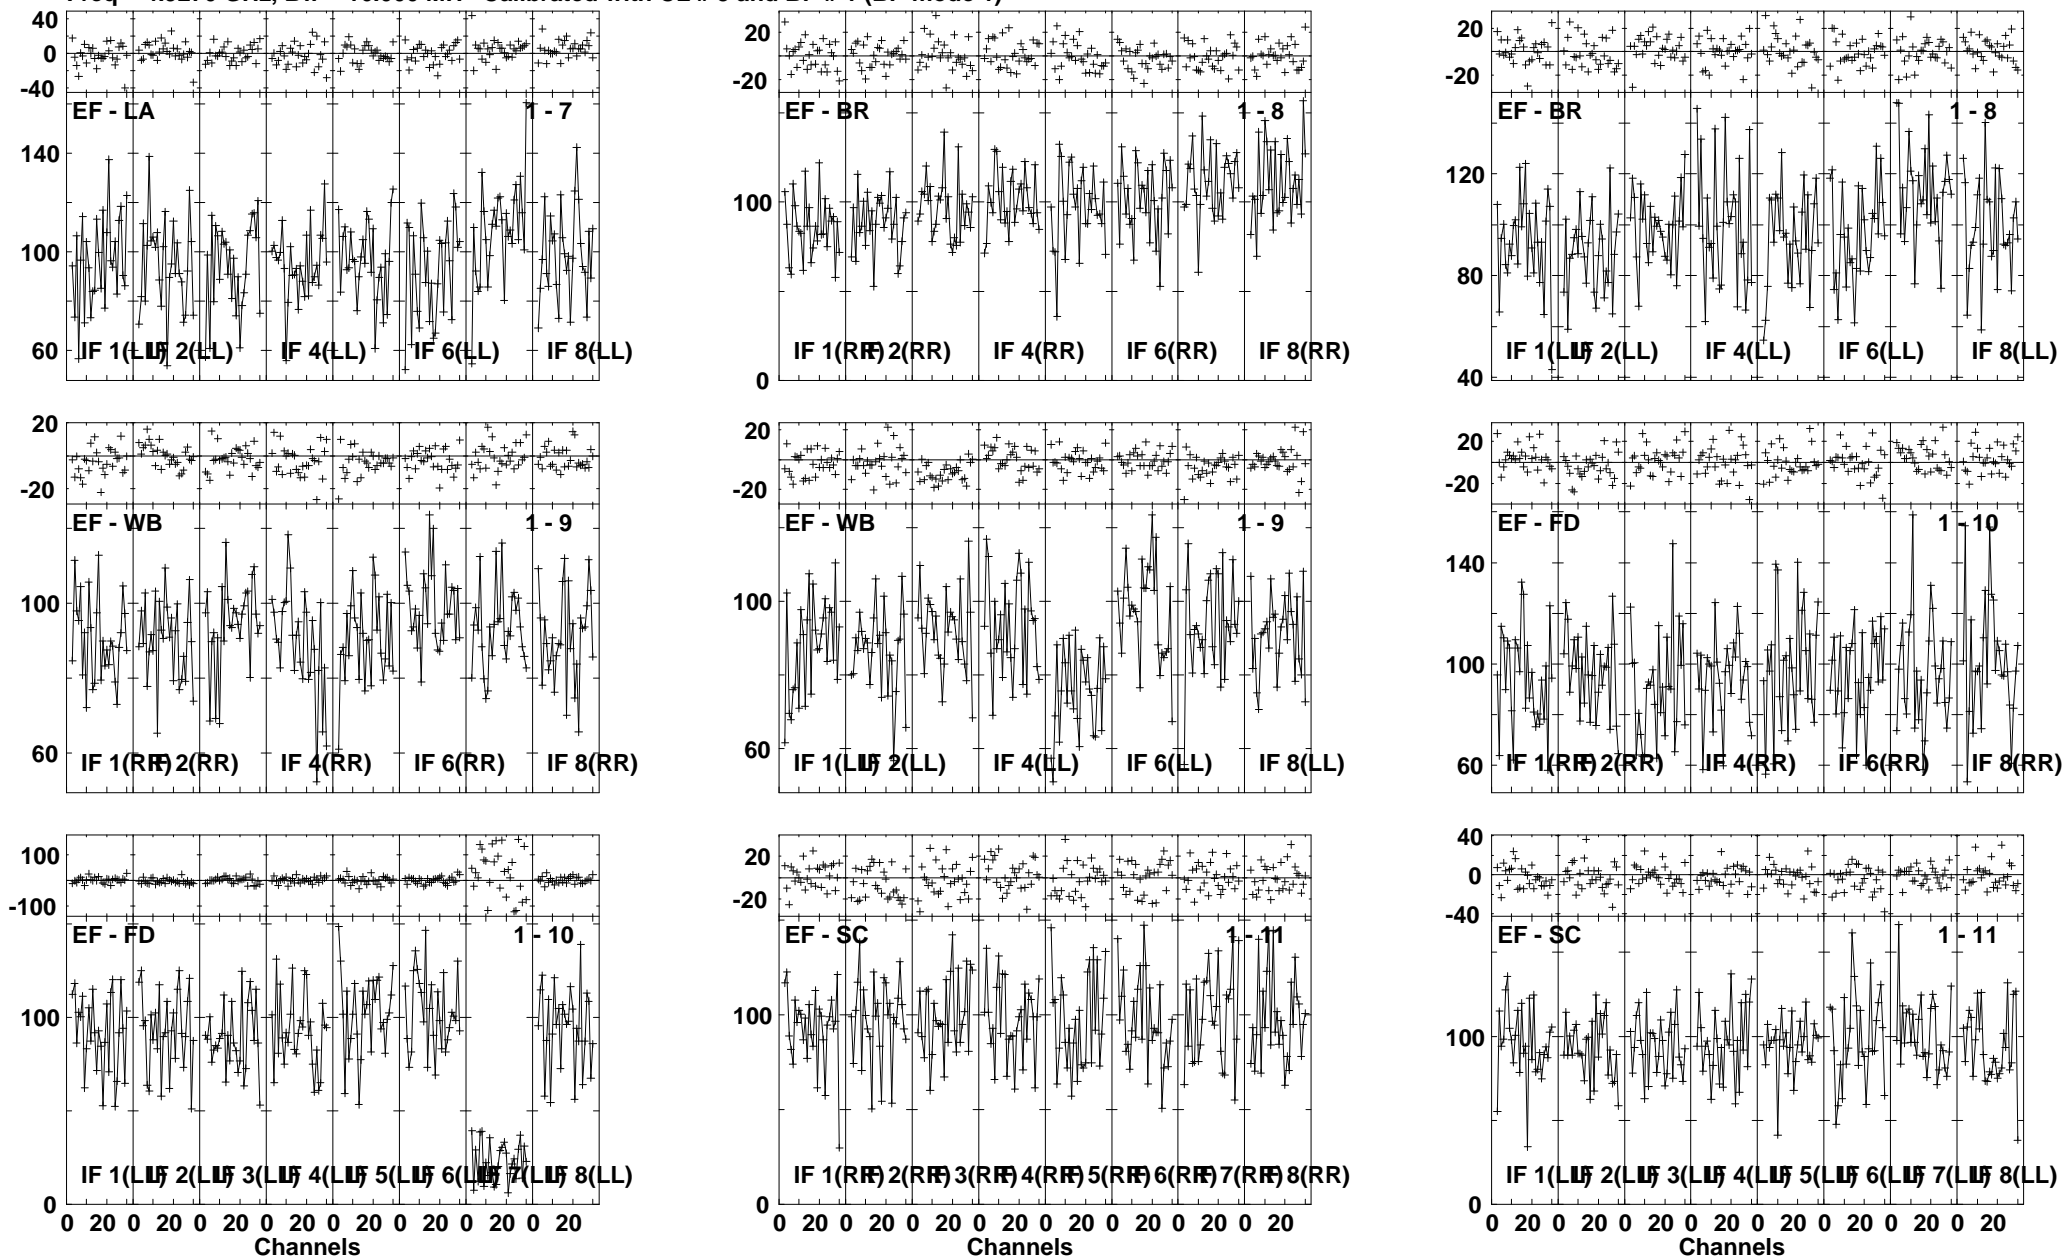 40 20 20
0
-40 -20 -20
EF - LA 1 - 7 EF - BR 1 - 8 EF - BR 1 - 8
140
120
100 100
80
60 IF 1(LL) IF 2(LL) IF 4(LL) IF 6(LL) IF 8(LL) IF 1(RR) IF 2(RR) IF 4(RR) IF 6(RR) IF 8(RR) IF 1(LL) IF 2(LL) IF 4(LL) IF 6(LL) IF 8(LL)
0 40
20 20 20
-20 -20 -20
EF - WB 1 - 9 EF - WB 1 - 9 EF - FD 1 - 10
140
100 100 100
60 IF 1(RR) IF 2(RR) IF 4(RR) IF 6(RR) IF 8(RR) 60 IF 1(LL) IF 2(LL) IF 4(LL) IF 6(LL) IF 8(LL) 60 IF 1(RR) IF 2(RR) IF 4(RR) IF 6(RR) IF 8(RR)
100 20 40
0
-100 -20 -40
EF - FD 1 - 10 EF - SC 1 - 11 EF - SC 1 - 11
100 100 100
IF 1(LL) IF 2(LL) IF 3(LL) IF 4(LL) IF 5(LL) IF 6(LL) IF 7(LL) IF 8(LL) IF 1(RR) IF 2(RR) IF 3(RR) IF 4(RR) IF 5(RR) IF 6(RR) IF 7(RR) IF 8(RR) IF 1(LL) IF 2(LL) IF 3(LL) IF 4(LL) IF 5(LL) IF 6(LL) IF 7(LL) IF 8(LL)
0 0 0
0 20 0 20 0 20 0 20 0 20 0 20 0 20 0 20 0 20 0 20 0 20 0 20 0 20 0 20 0 20 0 20 0 20 0 20 0 20 0 20 0 20 0 20 0 20 0 20
Channels Channels Channels